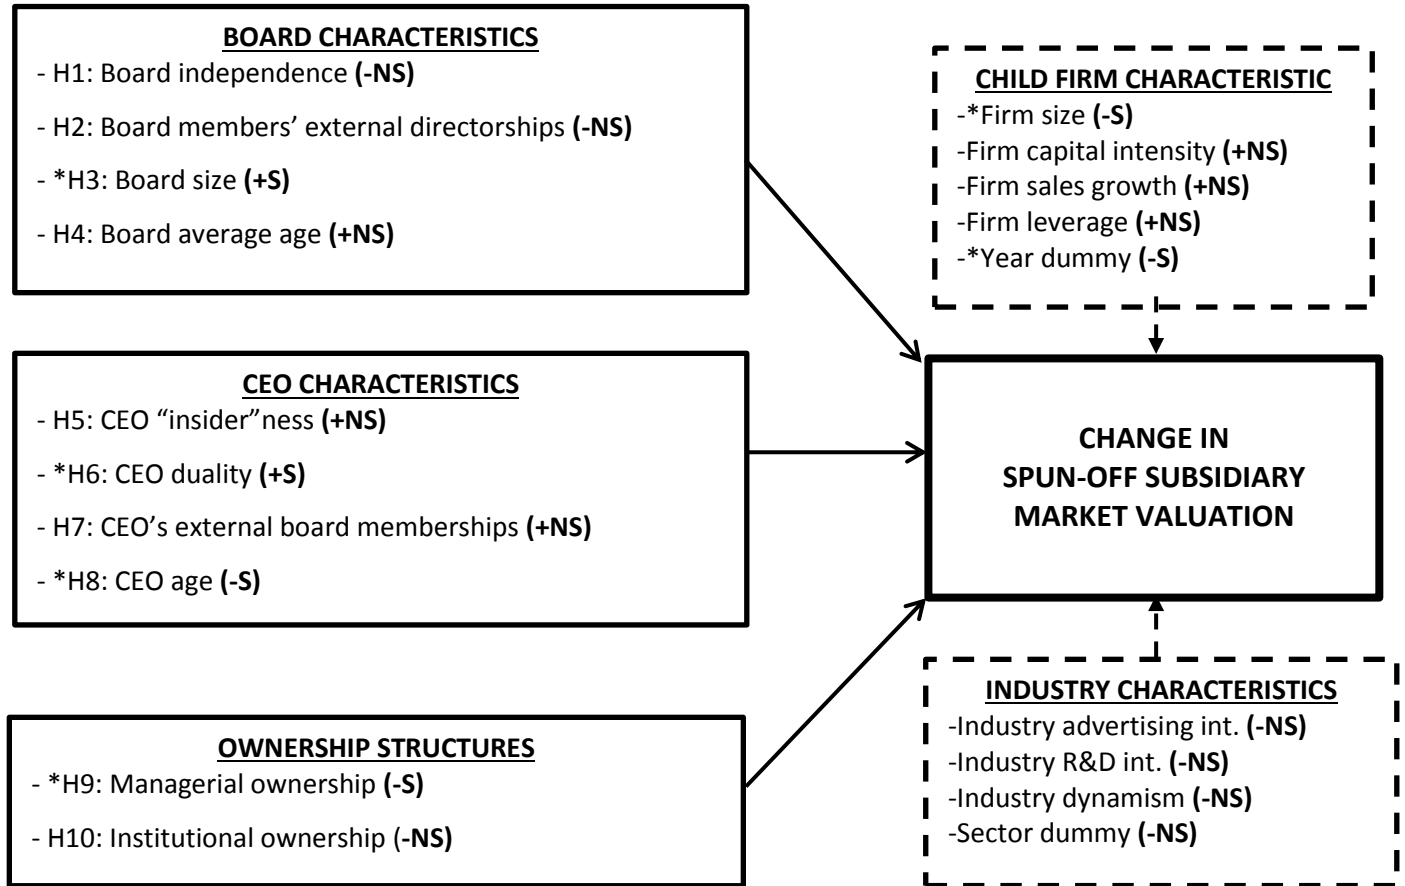 BOARD CHARACTERISTICS
- H1: Board independence (-NS)
- H2: Board members’ external directorships (-NS)
- *H3: Board size (+S)
- H4: Board average age (+NS)
CEO CHARACTERISTICS
- H5: CEO “insider”ness (+NS)
- *H6: CEO duality (+S)
- H7: CEO’s external board memberships (+NS)
- *H8: CEO age (-S)
OWNERSHIP STRUCTURES
- *H9: Managerial ownership (-S)
- H10: Institutional ownership (-NS)
CHILD FIRM CHARACTERISTIC
-*Firm size (-S)
-Firm capital intensity (+NS)
-Firm sales growth (+NS)
-Firm leverage (+NS)
-*Year dummy (-S)
CHANGE IN
SPUN-OFF SUBSIDIARY
MARKET VALUATION
INDUSTRY CHARACTERISTICS
-Industry advertising int. (-NS)
-Industry R&D int. (-NS)
-Industry dynamism (-NS)
-Sector dummy (-NS)